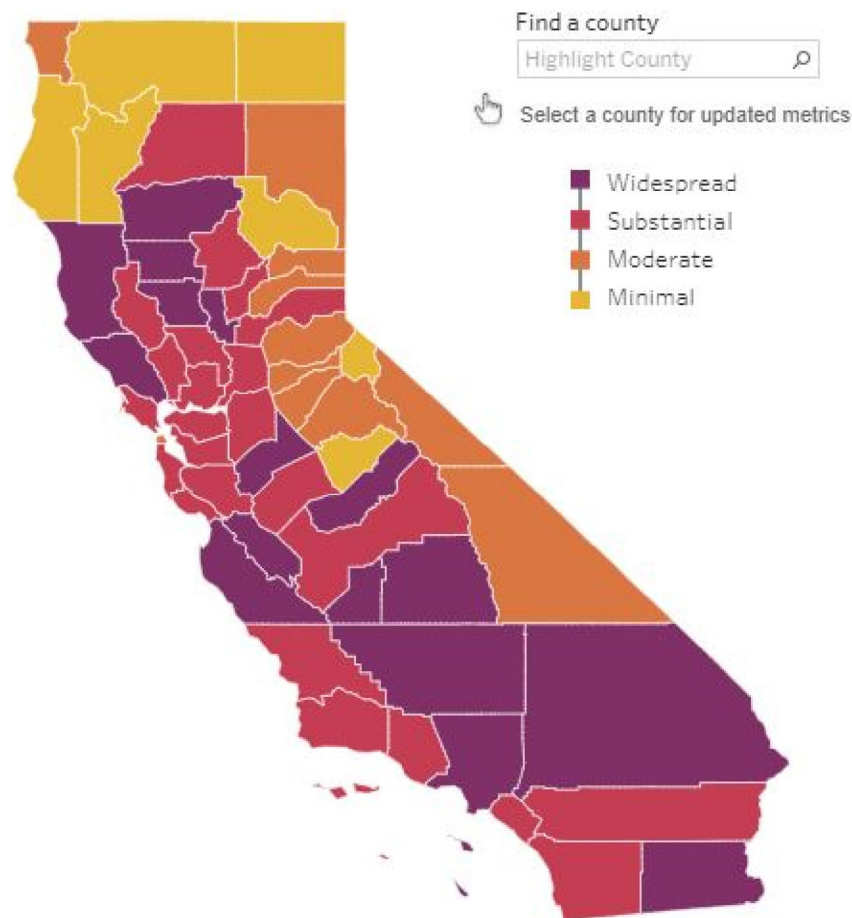 Find a county
Highlight County
Select a county for updated metrics
Widespread
Substantial
Moderate
Minimal